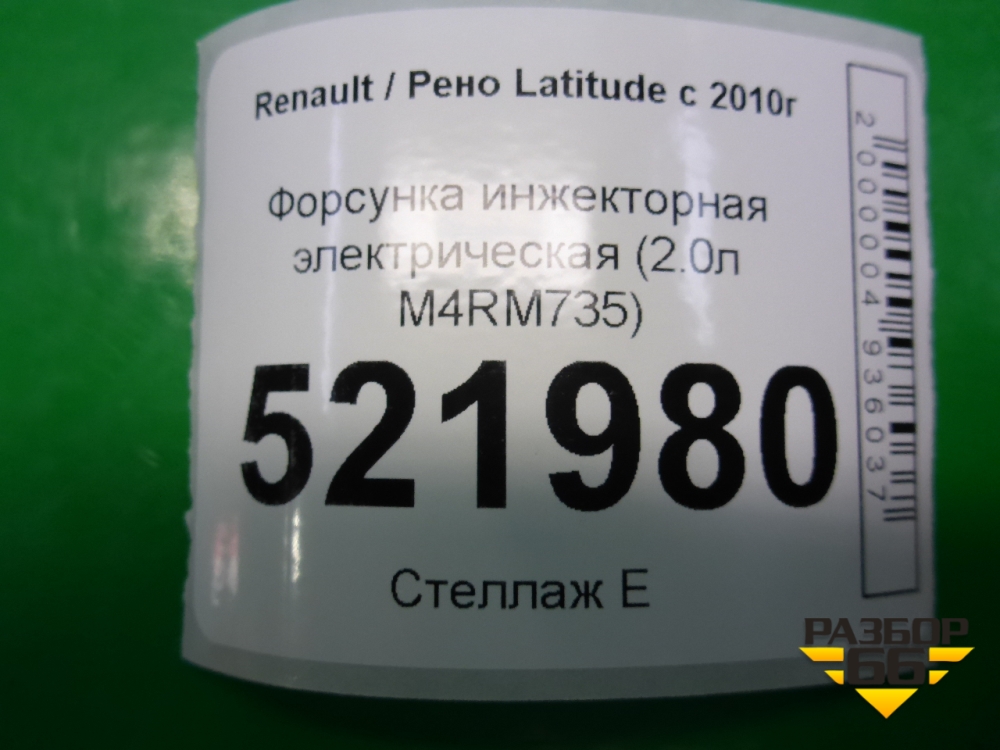 Renault / Рено Latitude с 2010г
Форсунка инжекторная
электрическая (2.0л
M4RM735)
521980
Стеллаж Е
2000004936037
РАЗБОР
66